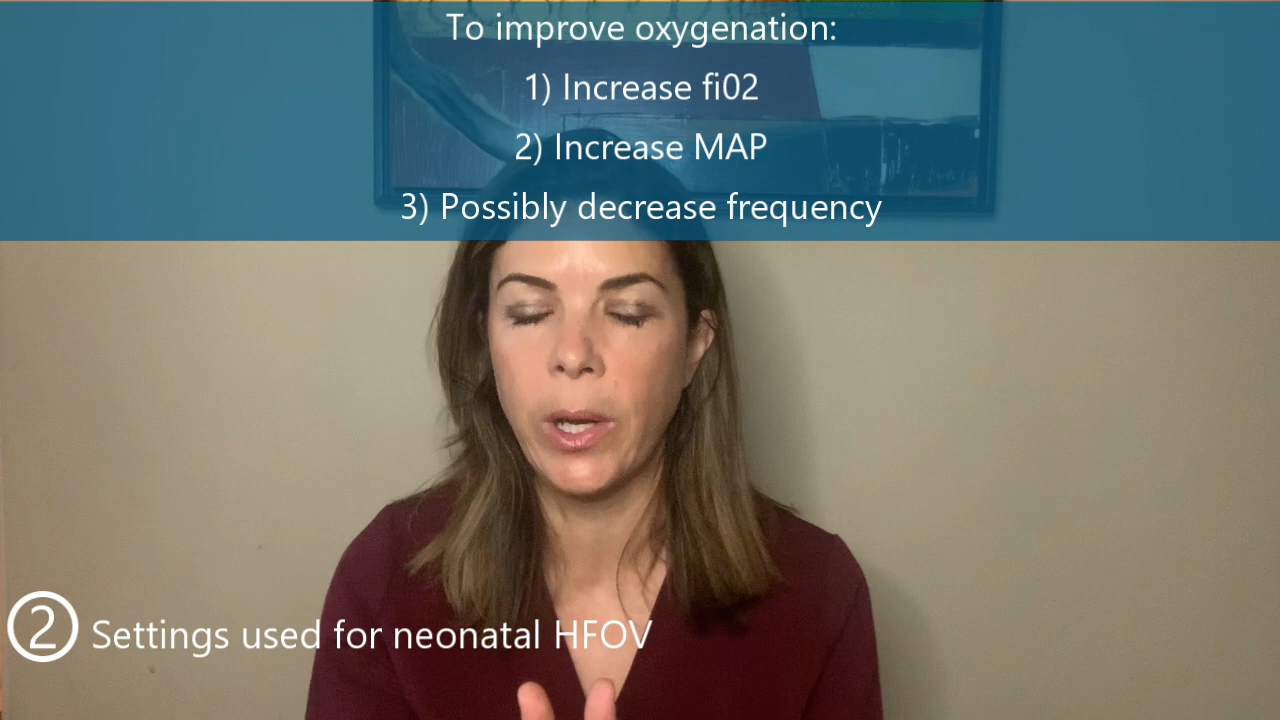 To improve oxygenation:
1) Increase fi02
2) Increase MAP
3) Possibly decrease frequency
2 Settings used for neonatal HFOV